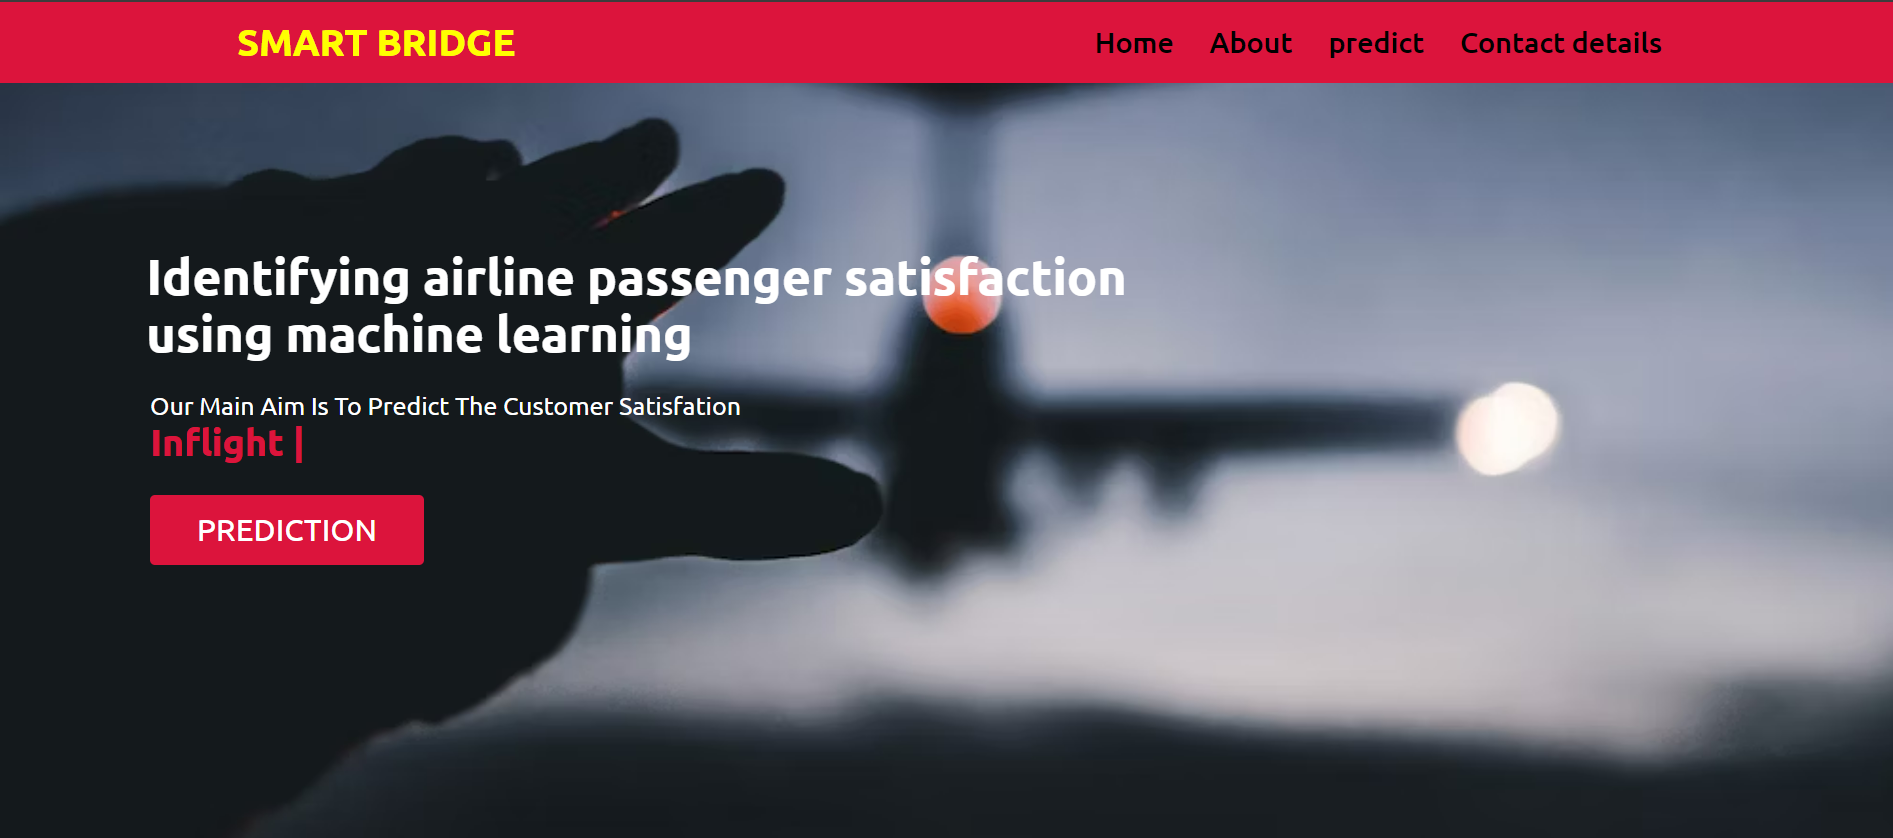 SMART BRIDGE
Home About predict Contact details
Identifying airline passenger satisfaction
using machine learning
Our Main Aim Is To Predict The Customer Satisfation
Inflight |
PREDICTION